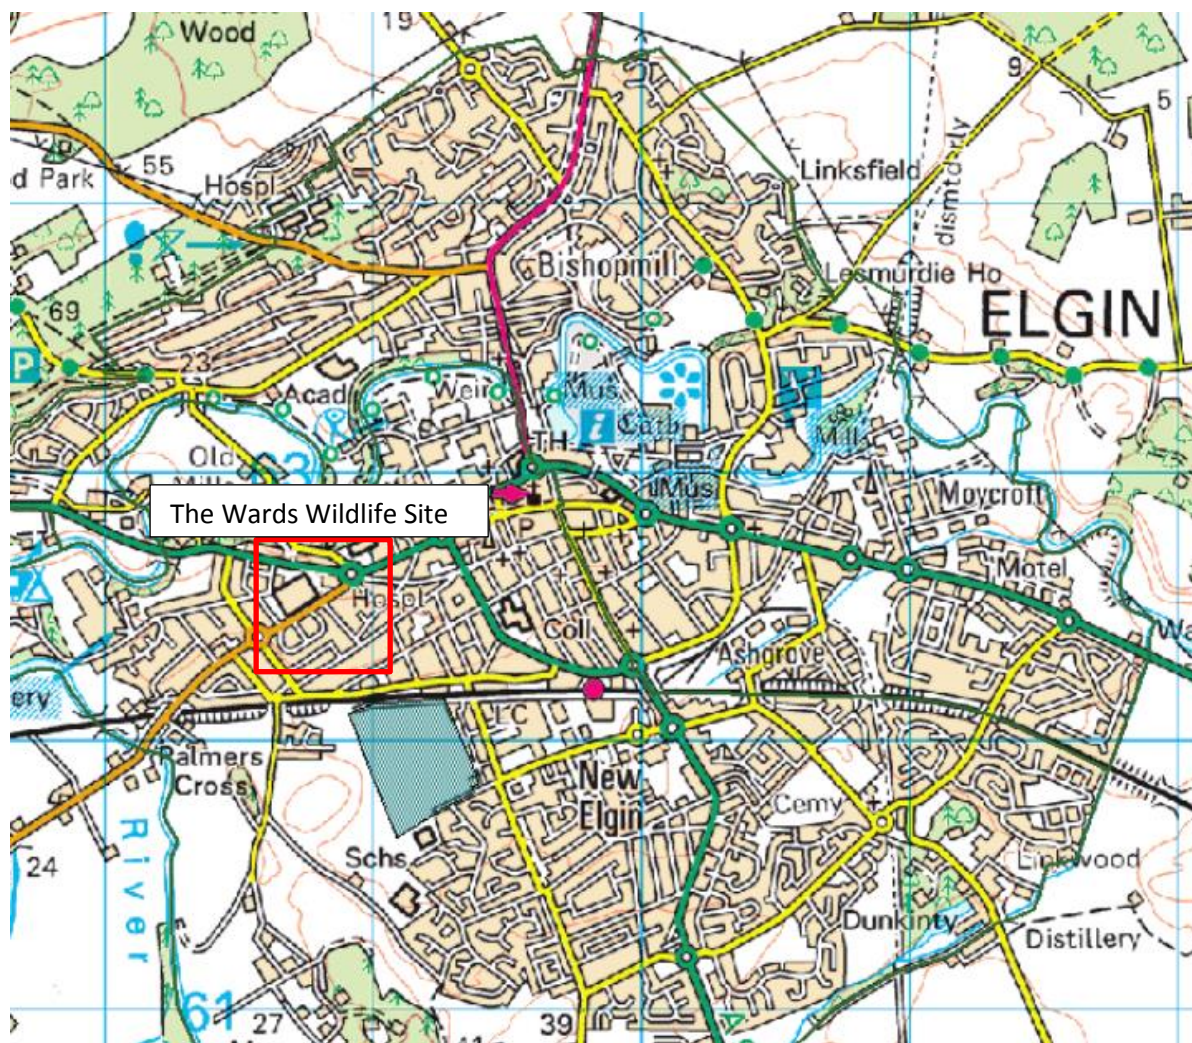 19
Wood
9
5
55
d Park
Hospl
Linksfield
dismtd rly
Bishopmill
Lesmurdie Ho
ELGIN
69
P
23
Acad
Weir
Mus
i
Cath
TH
Old
Mills
Mus
Moycroft
The Wards Wildlife Site
P
Motel
Hospl
Coll
Ashgrove
Wa
ery
LC
Palmers
Cross
New
Elgin
Cemy
River
24
Schs
Linkwood
Dunkinty
Distillery
61
27
39
41
A